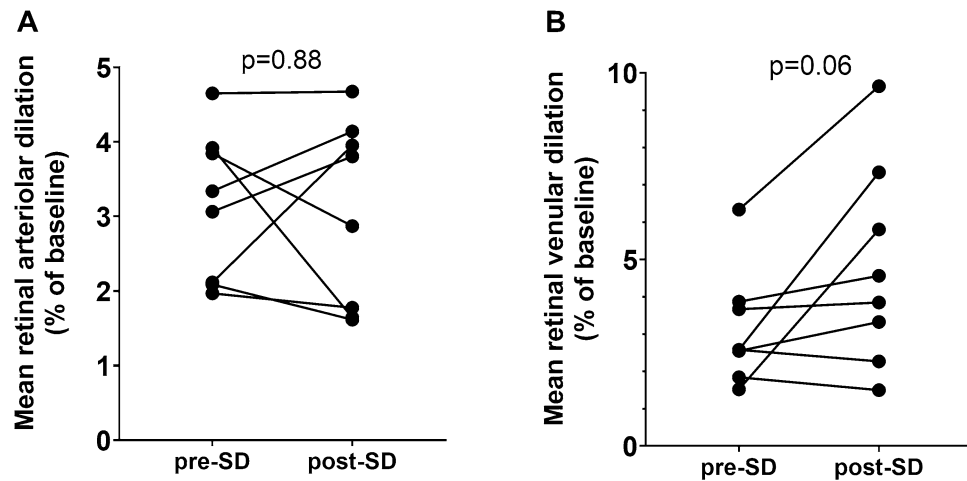 A
p=0.88
Mean retinal arteriolar dilation
(% of baseline)
5
4
3
2
1
0
pre-SD
post-SD
B
p=0.06
Mean retinal venular dilation
(% of baseline)
10
5
0
pre-SD
post-SD